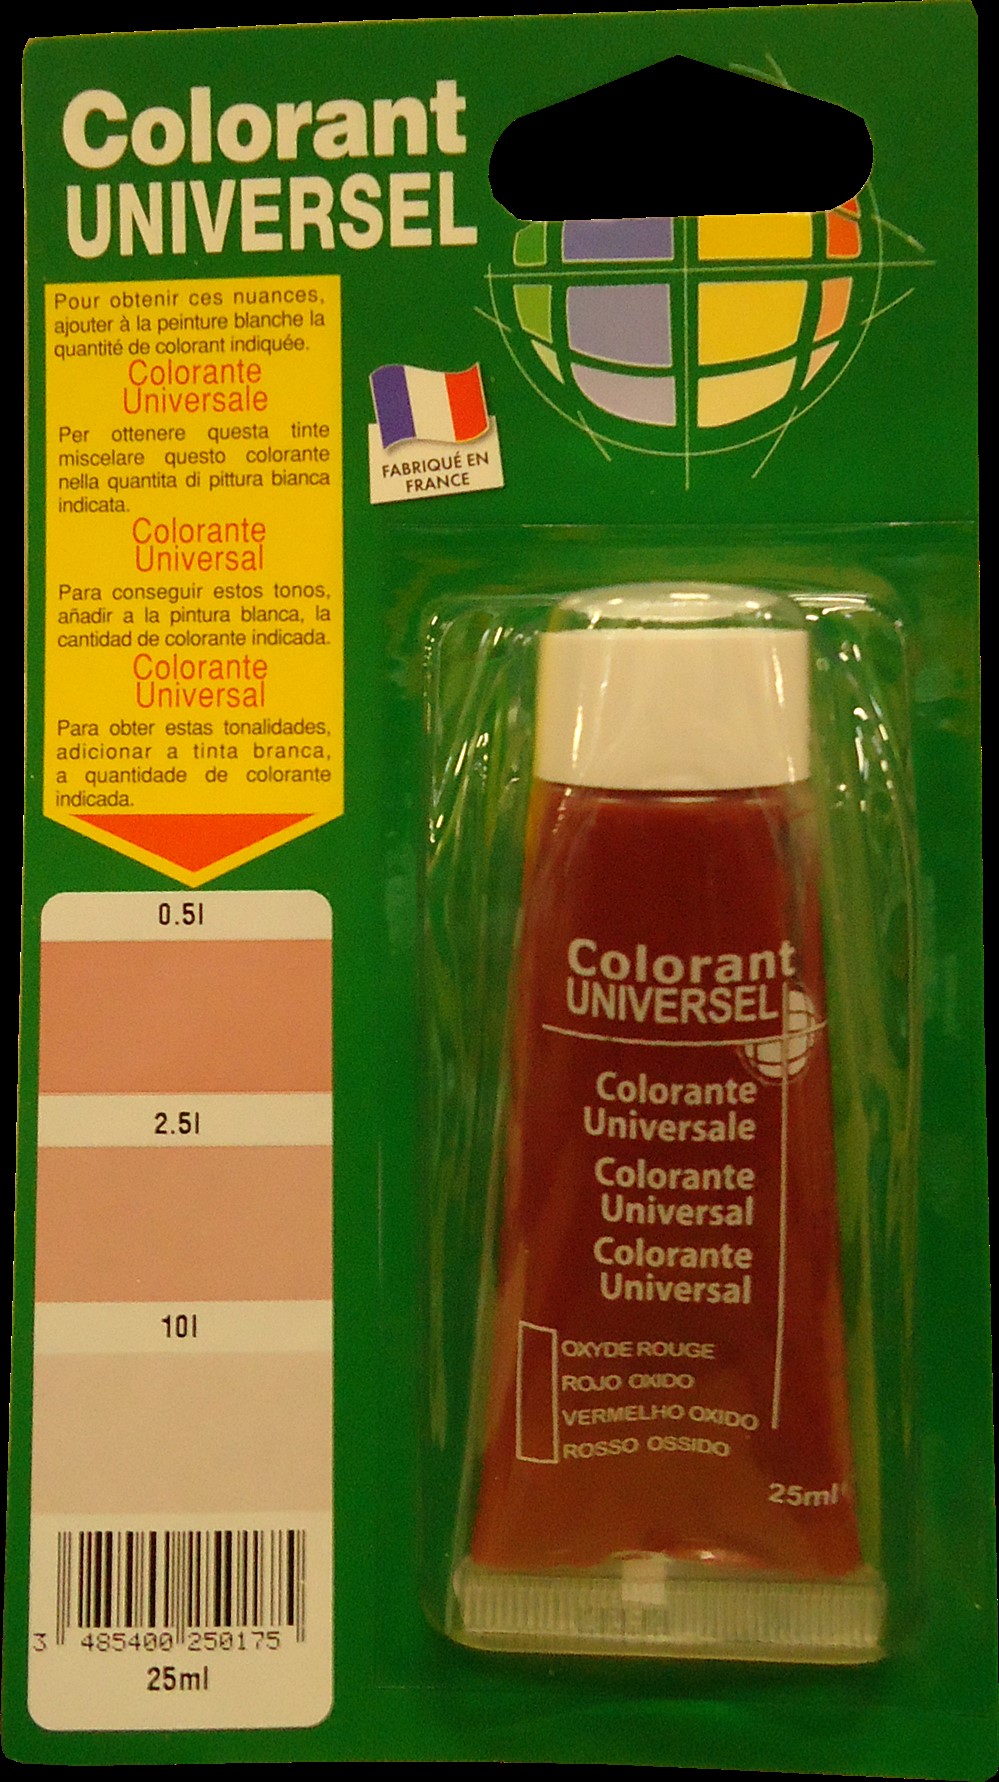 Colorant
UNIVERSEL
Pour obtenir ces nuances,
ajouter à la peinture blanche la
quantité de colorant indiquée.
Colorante
Universale
Per ottenere questa tinte
miscelare questo colorante
nella quantita di pittura bianca
indicata.
Colorante
Universal
Para conseguir estos tonos,
añadir a la pintura blanca, la
cantidad de colorante indicada.
Colorante
Universal
Para obter estas tonalidades,
adicionar a tinta branca,
a quantidade de colorante
indicada.
0.5l
2.5l
10l
3 485400 250175
25ml
FABRIQUÉ EN
FRANCE
Colorant
UNIVERSEL
Colorante
Universale
Colorante
Universal
Colorante
Universal
OXYDE ROUGE
ROJO OXIDO
VERMELHO OXIDO
ROSSO OSSIDO
25ml